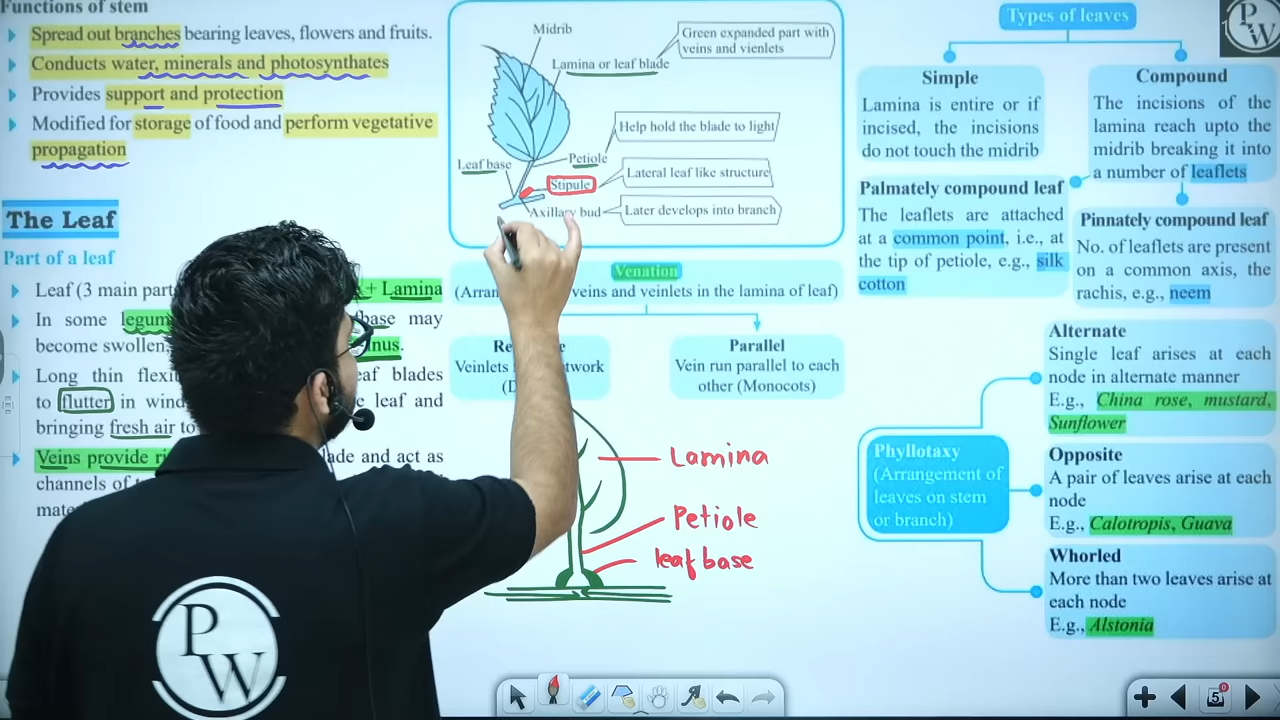 Functions of stem
Spread out branches bearing leaves, flowers and fruits.
Conducts water, minerals and photosynthates
Provides support and protection
Modified for storage of food and perform vegetative
propagation
The Leaf
Part of a leaf
Leaf (3 main part
+ Lamina
In some legum
base may
become swollen,
nus.
Long thin flexi
eaf blades
to flutter in wind
leaf and
bringing fresh air to
Veins provide ri
lade and act as
channels of
mate
Midrib
Lamina or leaf blade
Green expanded part with
veins and vienlets
Help hold the blade to light
Leaf base
Petiole
Stipule
Lateral leaf like structure
Axillary bud
Later develops into branch
Venation
(Arran
veins and veinlets in the lamina of leaf)
Re
Veinlets
twork
(D
Parallel
Vein run parallel to each
other (Monocots)
Lamina
Petiole
leaf base
Types of leaves
Simple
Lamina is entire or if
incised, the incisions
do not touch the midrib
Compound
The incisions of the
lamina reach upto the
midrib breaking it into
a number of leaflets
Palmately compound leaf
The leaflets are attached
at a common point, i.e., at
the tip of petiole, e.g., silk
cotton
Pinnately compound leaf
No. of leaflets are present
on a common axis, the
rachis, e.g., neem
Phyllotaxy
(Arrangement of
leaves on stem
or branch)
Alternate
Single leaf arises at each
node in alternate manner
E.g., China rose, mustard,
Sunflower
Opposite
A pair of leaves arise at each
node
E.g., Calotropis, Guava
Whorled
More than two leaves arise at
each node
E.g., Alstonia
P
W
P
W
5